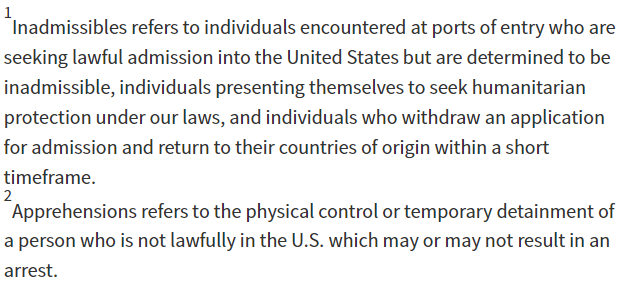 1
Inadmissibles refers to individuals encountered at ports of entry who are
seeking lawful admission into the United States but are determined to be
inadmissible, individuals presenting themselves to seek humanitarian
protection under our laws, and individuals who withdraw an application
for admission and return to their countries of origin within a short
timeframe.
2
Apprehensions refers to the physical control or temporary detainment of
a person who is not lawfully in the U.S. which may or may not result in an
arrest.